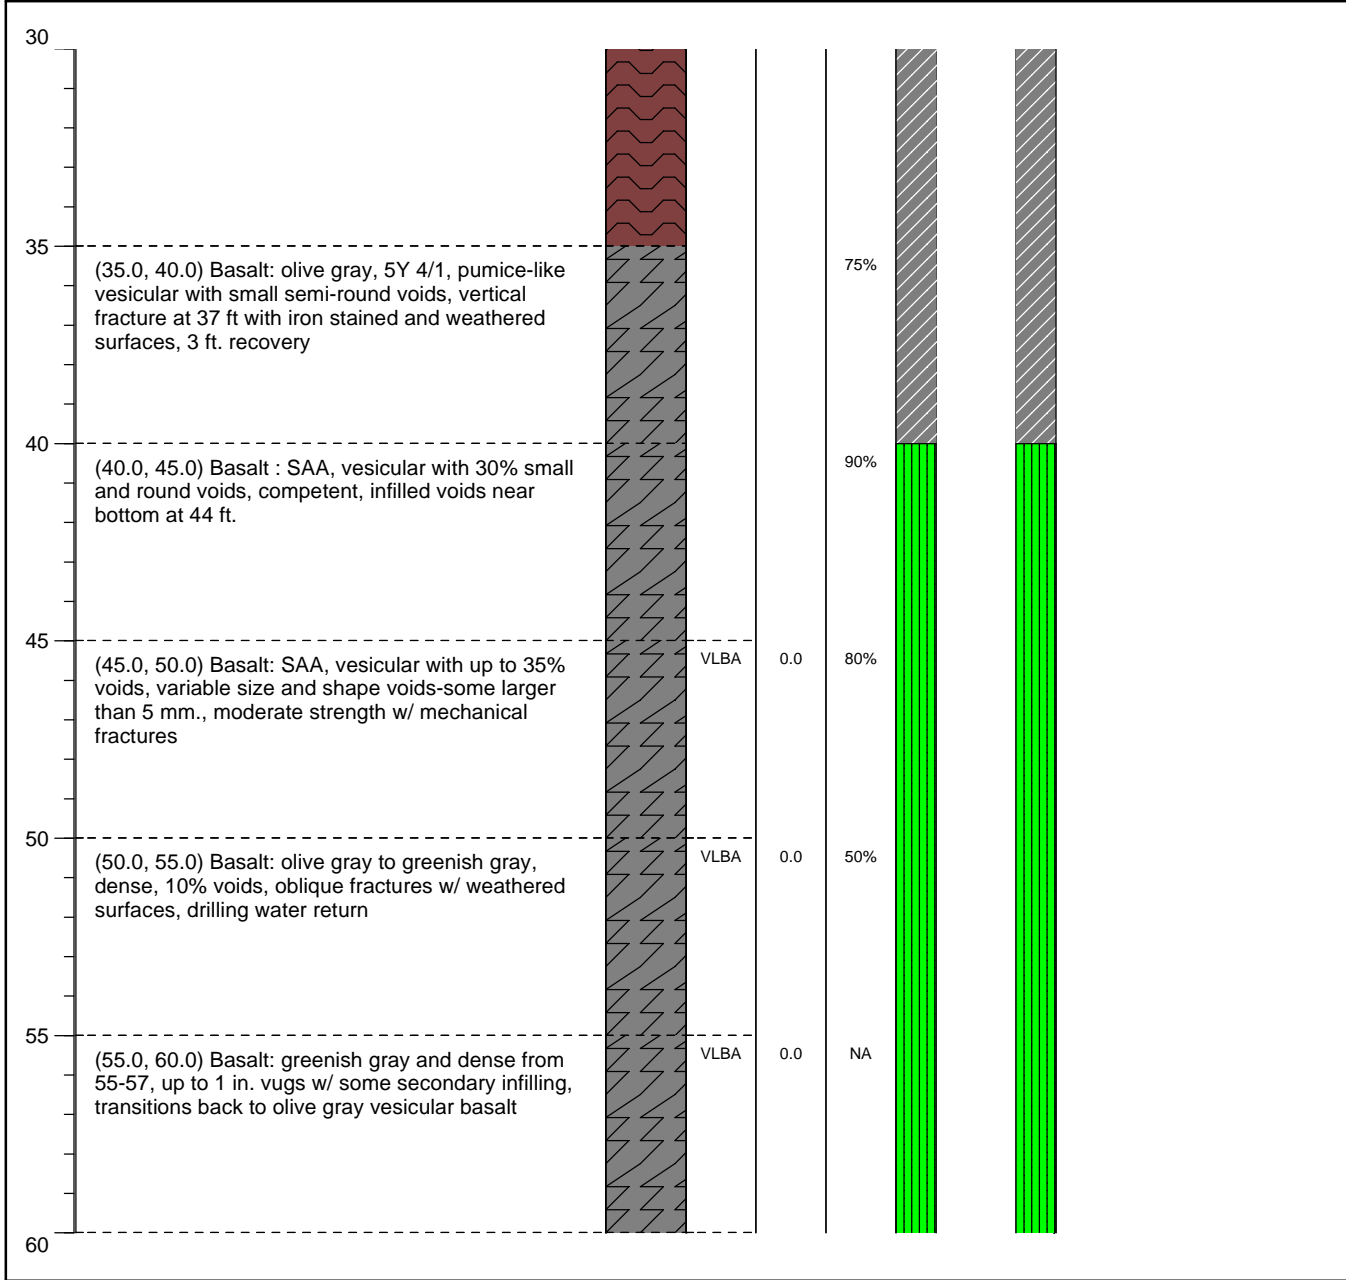 30
35
(35.0, 40.0) Basalt: olive gray, 5Y 4/1, pumice-like
vesicular with small semi-round voids, vertical
fracture at 37 ft with iron stained and weathered
surfaces, 3 ft. recovery
75%
40
(40.0, 45.0) Basalt : SAA, vesicular with 30% small
and round voids, competent, infilled voids near
bottom at 44 ft.
90%
45
(45.0, 50.0) Basalt: SAA, vesicular with up to 35%
voids, variable size and shape voids-some larger
than 5 mm., moderate strength w/ mechanical
fractures
VLBA 0.0 80%
50
(50.0, 55.0) Basalt: olive gray to greenish gray,
dense, 10% voids, oblique fractures w/ weathered
surfaces, drilling water return
VLBA 0.0 50%
55
(55.0, 60.0) Basalt: greenish gray and dense from
55-57, up to 1 in. vugs w/ some secondary infilling,
transitions back to olive gray vesicular basalt
VLBA 0.0 NA
60